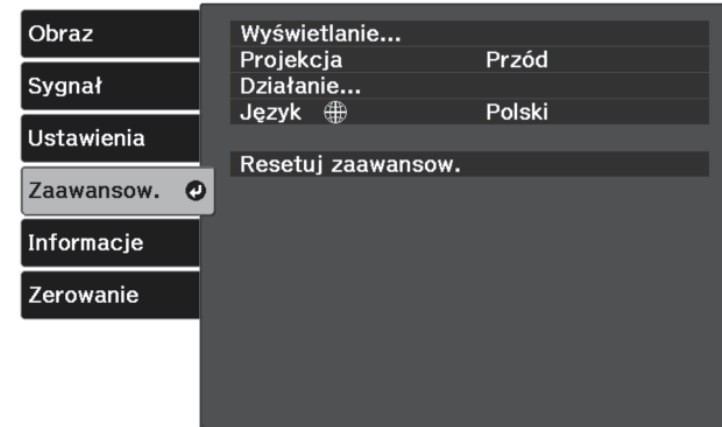 Obraz
Sygnał
Ustawienia
Zaawansow.
Informacje
Zerowanie
Wyświetlanie...
Projekcja Przód
Działanie...
Język Polski
Resetuj zaawansow.